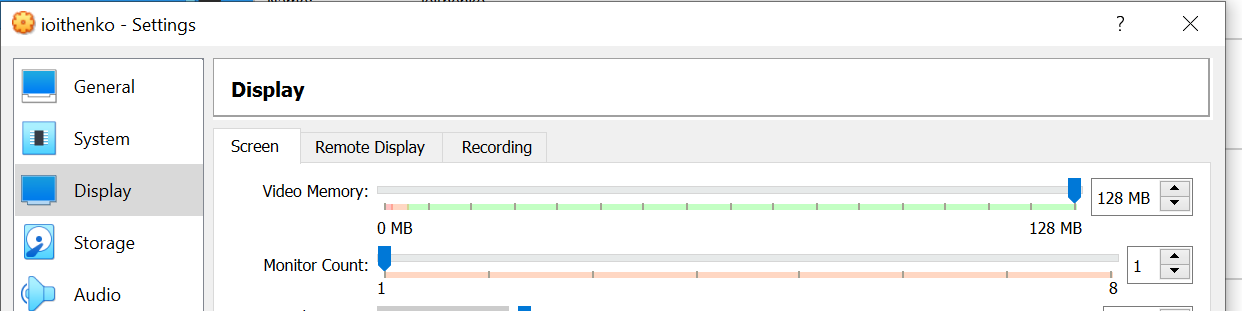 ioithenko - Settings
?
General
System
Display
Storage
Audio
Display
Screen
Remote Display
Recording
Video Memory:
128 MB
0 MB
128 MB
Monitor Count:
1
1
8